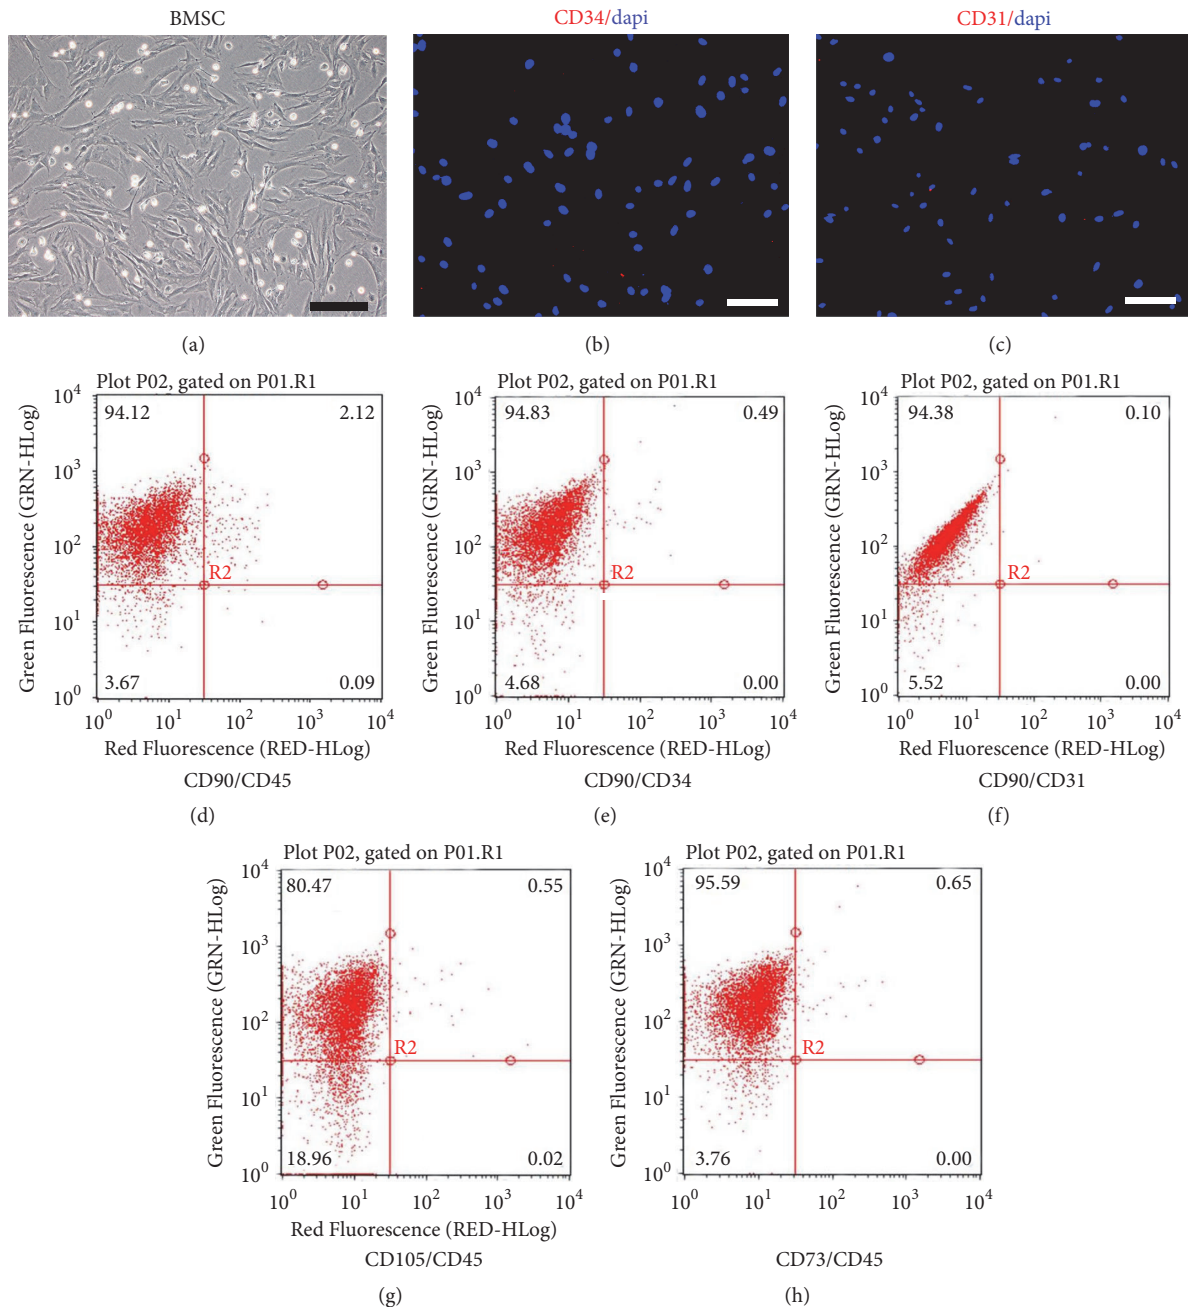 BMSC
CD34/dapi
CD31/dapi
(a)
(b)
(c)
Plot P02, gated on P01.R1
Green Fluorescence (GRN-HLog)
10^4
10^3
10^2
10^1
10^0
94.12
2.12
R2
3.67
0.09
10^0
10^1
10^2
10^3
10^4
Red Fluorescence (RED-HLog)
CD90/CD45
(d)
Plot P02, gated on P01.R1
Green Fluorescence (GRN-HLog)
10^4
10^3
10^2
10^1
10^0
94.83
0.49
R2
4.68
0.00
10^0
10^1
10^2
10^3
10^4
Red Fluorescence (RED-HLog)
CD90/CD34
(e)
Plot P02, gated on P01.R1
Green Fluorescence (GRN-HLog)
10^4
10^3
10^2
10^1
10^0
94.38
0.10
R2
5.52
0.00
10^0
10^1
10^2
10^3
10^4
Red Fluorescence (RED-HLog)
CD90/CD31
(f)
Plot P02, gated on P01.R1
Green Fluorescence (GRN-HLog)
10^4
10^3
10^2
10^1
10^0
80.47
0.55
R2
18.96
0.02
10^0
10^1
10^2
10^3
10^4
Red Fluorescence (RED-HLog)
CD105/CD45
(g)
Plot P02, gated on P01.R1
Green Fluorescence (GRN-HLog)
10^4
10^3
10^2
10^1
10^0
95.59
0.65
R2
3.76
0.00
10^0
10^1
10^2
10^3
10^4
CD73/CD45
(h)